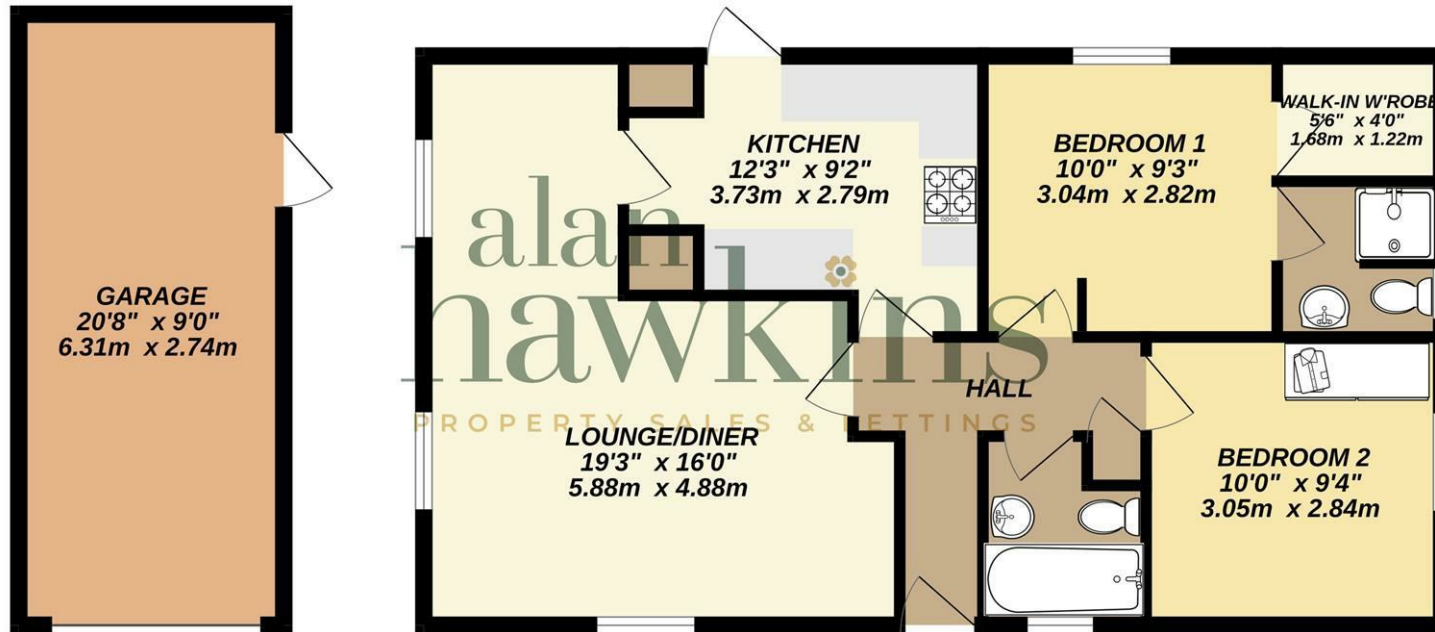 GARAGE
20'8" x 9'0"
6.31m x 2.74m
KITCHEN
12'3" x 9'2"
3.73m x 2.79m
BEDROOM 1
10'0" x 9'3"
3.04m x 2.82m
WALK-IN W'ROBE
5'6" x 4'0"
1.68m x 1.22m
alan
hawkins
PROPERTY SALES & LETTINGS
HALL
LOUNGE/DINER
19'3" x 16'0"
5.88m x 4.88m
BEDROOM 2
10'0" x 9'4"
3.05m x 2.84m